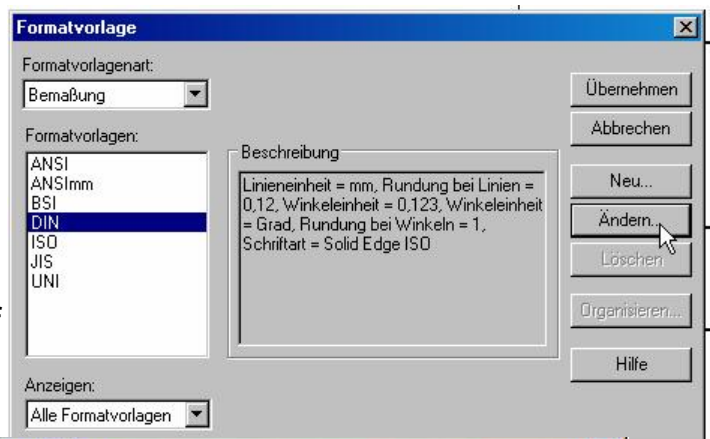 Formatvorlage
Formatvorlagenart:
Bemaßung
Formatvorlagen:
ANSI
ANSImm
BSI
DIN
ISO
JIS
UNI
Beschreibung
Linieneinheit = mm, Rundung bei Linien =
0,12, Winkeleinheit = 0,123, Winkeleinheit
= Grad, Rundung bei Winkeln = 1,
Schriftart = Solid Edge ISO
Übernehmen
Abbrechen
Neu...
Ändern...
Löschen
Organisieren...
Hilfe
Anzeigen:
Alle Formatvorlagen